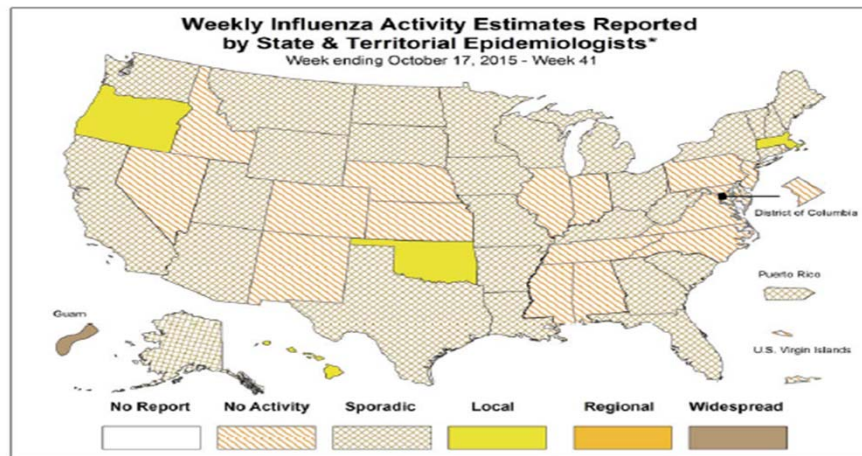 Weekly Influenza Activity Estimates Reported
by State & Territorial Epidemiologists*
Week ending October 17, 2015 - Week 41
District of Columbia
Puerto Rico
Guam
U.S. Virgin Islands
No Report No Activity Sporadic Local Regional Widespread